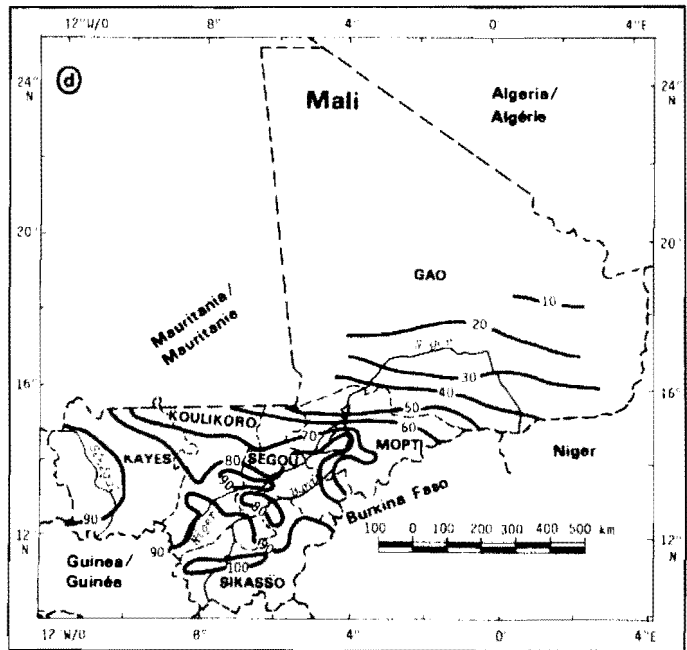 12°W/O 8° 4° 0° 4°E
24°
N
d
Mali
Algeria/
Algérie
24°
N
20°
20°
GAO
10
Mauritania/
Mauritanie
20
16°
30
16°
40
50
KOULIKORO
60
70
MOPT
KAYES
80
SEGOU
Niger
90
80
Burkina Faso
90
12
N
90
90
100 0 100 200 300 400 500 km
12°
N
Guinea/
Guinée
100
SIKASSO
12 W/O 8° 4° 0° 4°E